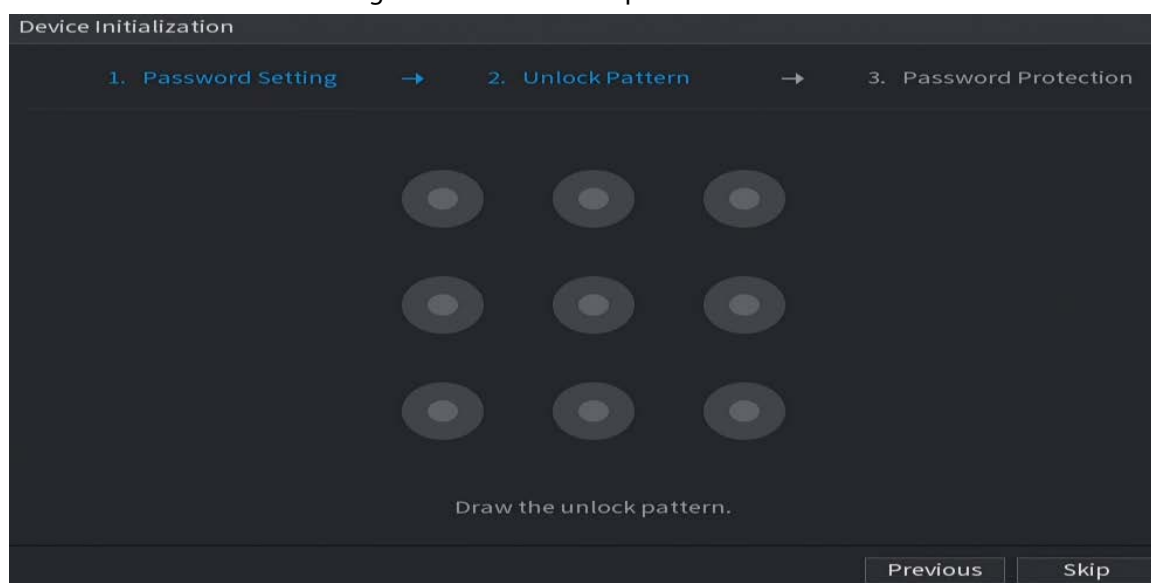 Device Initialization
1. Password Setting → 2. Unlock Pattern → 3. Password Protection
Draw the unlock pattern.
Previous Skip